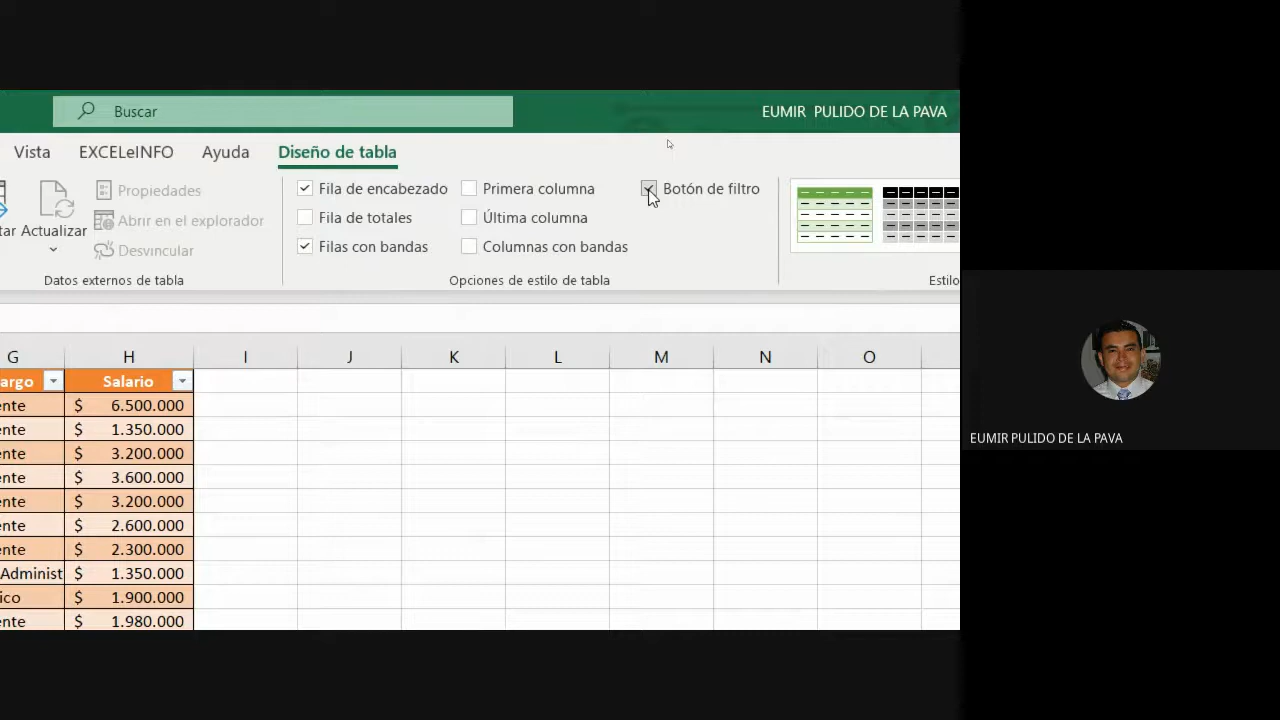 Buscar
EUMIR PULIDO DE LA PAVA
Vista EXCELeINFO Ayuda Diseño de tabla
Propiedades
Abrir en el explorador
Desvincular
tar Actualizar
Datos externos de tabla
Fila de encabezado Primera columna Botón de filtro
Fila de totales Última columna
Filas con bandas Columnas con bandas
Opciones de estilo de tabla
Estilo
G H I J K L M N O
argo Salario
ente $ 6.500.000
ente $ 1.350.000
ente $ 3.200.000
ente $ 3.600.000
ente $ 3.200.000
ente $ 2.600.000
ente $ 2.300.000
Administ $ 1.350.000
ico $ 1.900.000
ente $ 1.980.000
EUMIR PULIDO DE LA PAVA